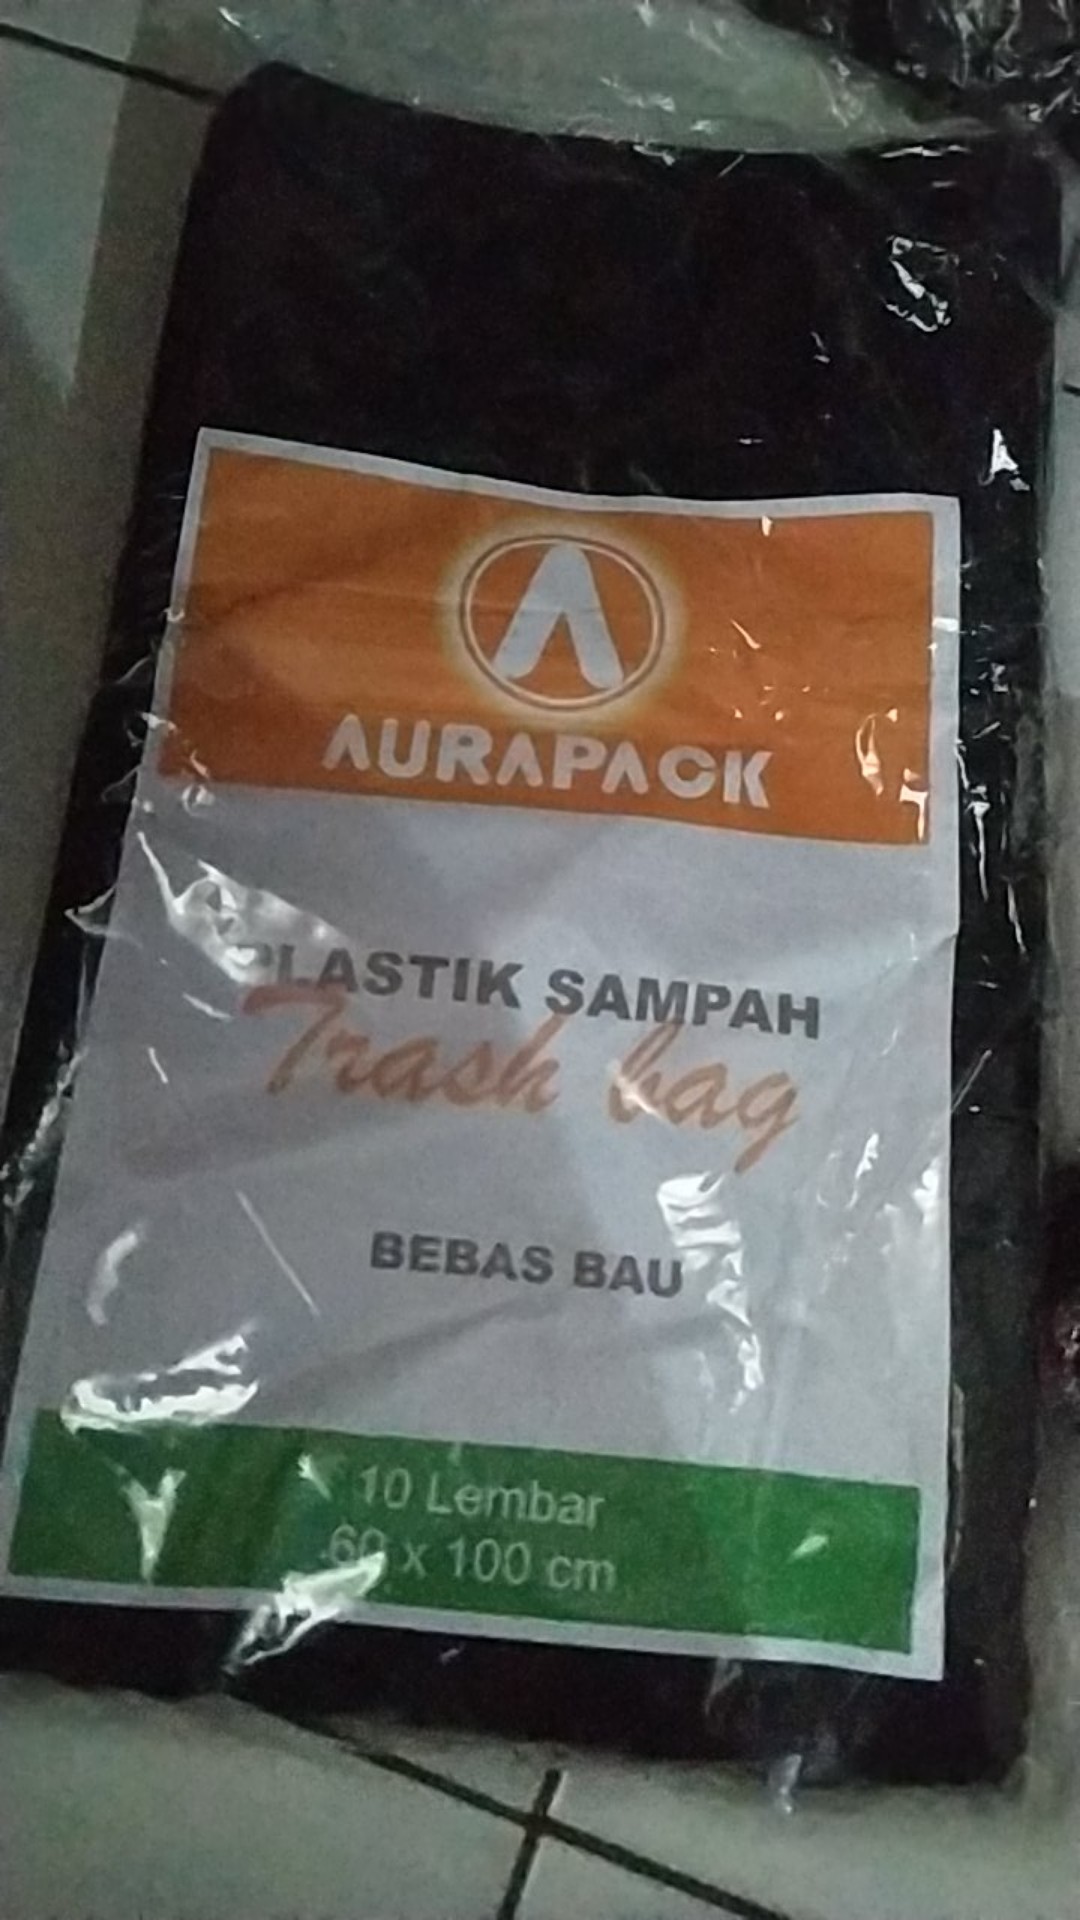 AURAPACK
PLASTIK SAMPAH
Trash bag
BEBAS BAU
10 Lembar
60 x 100 cm